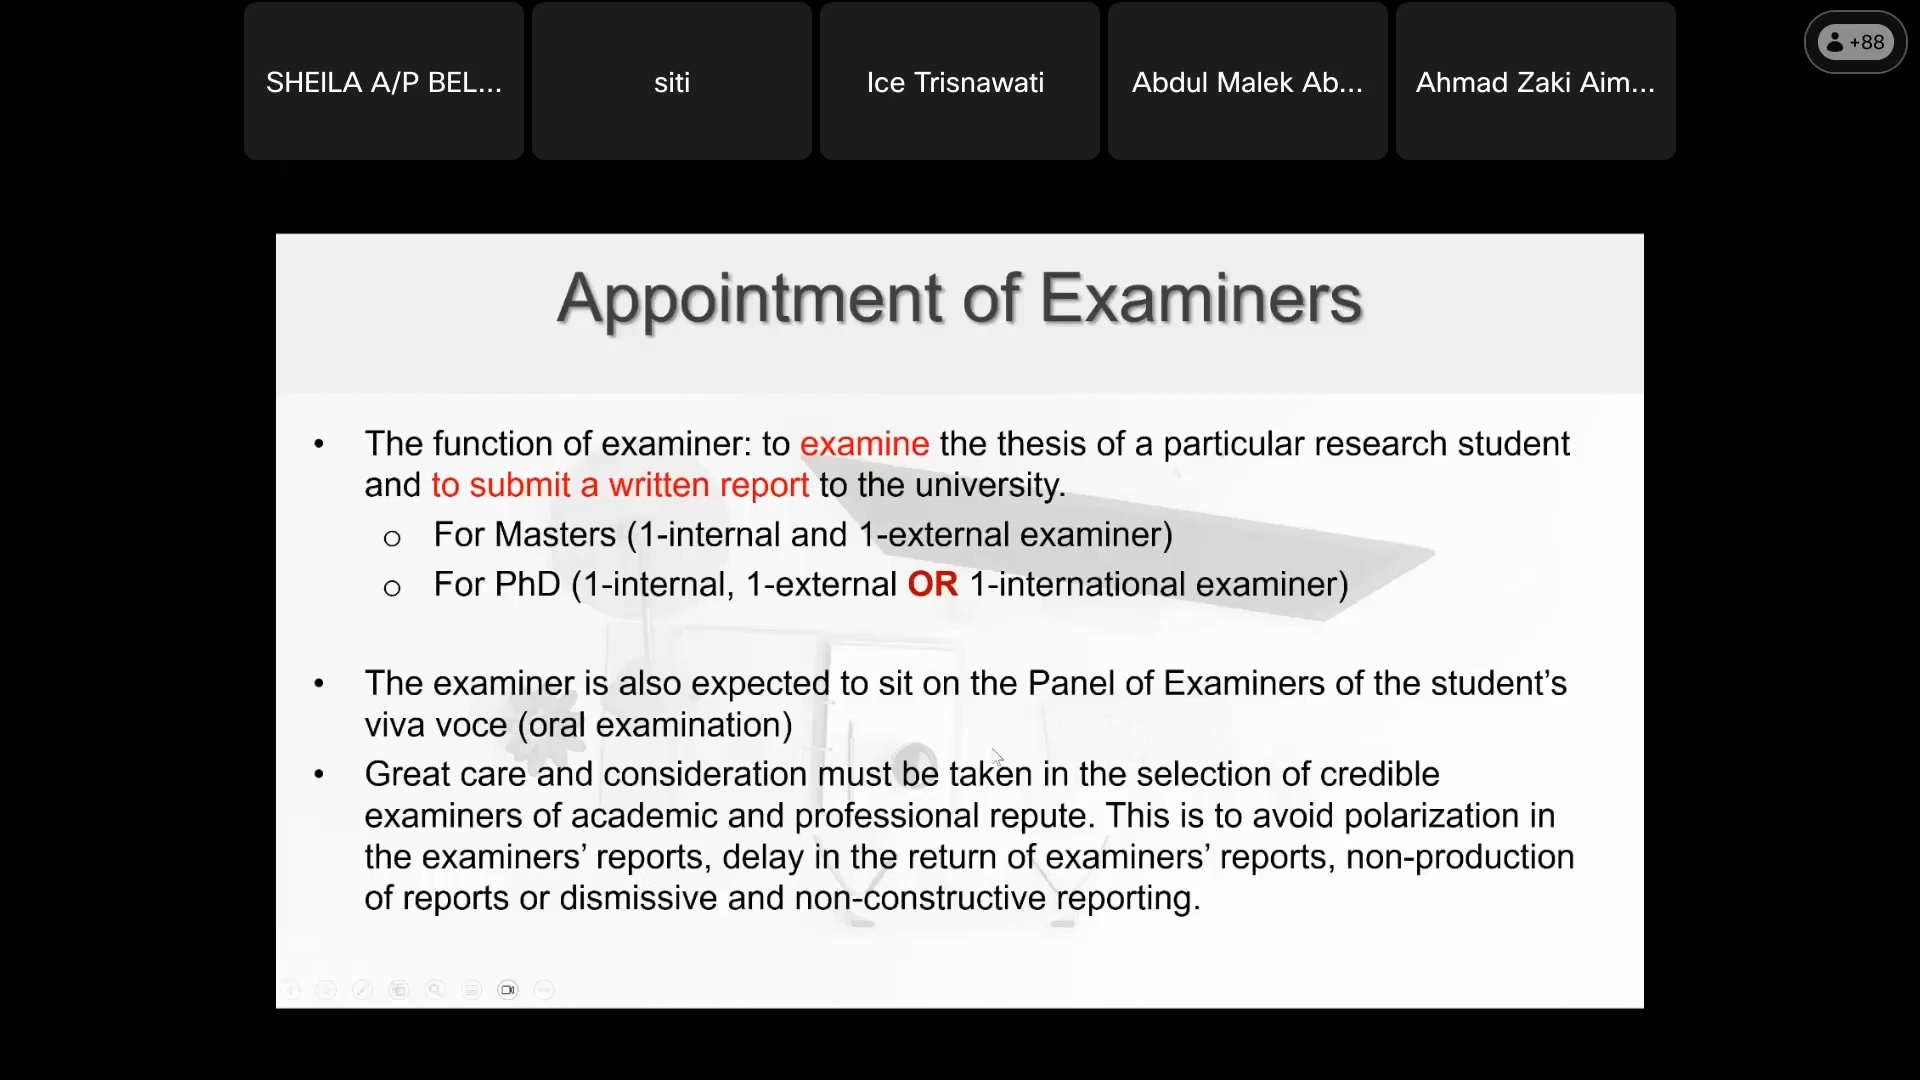 SHEILA A/P BEL...
siti
Ice Trisnawati
Abdul Malek Ab...
Ahmad Zaki Aim...
+88
Appointment of Examiners
• The function of examiner: to examine the thesis of a particular research student
and to submit a written report to the university.
o For Masters (1-internal and 1-external examiner)
o For PhD (1-internal, 1-external OR 1-international examiner)
• The examiner is also expected to sit on the Panel of Examiners of the student’s
viva voce (oral examination)
• Great care and consideration must be taken in the selection of credible
examiners of academic and professional repute. This is to avoid polarization in
the examiners’ reports, delay in the return of examiners’ reports, non-production
of reports or dismissive and non-constructive reporting.